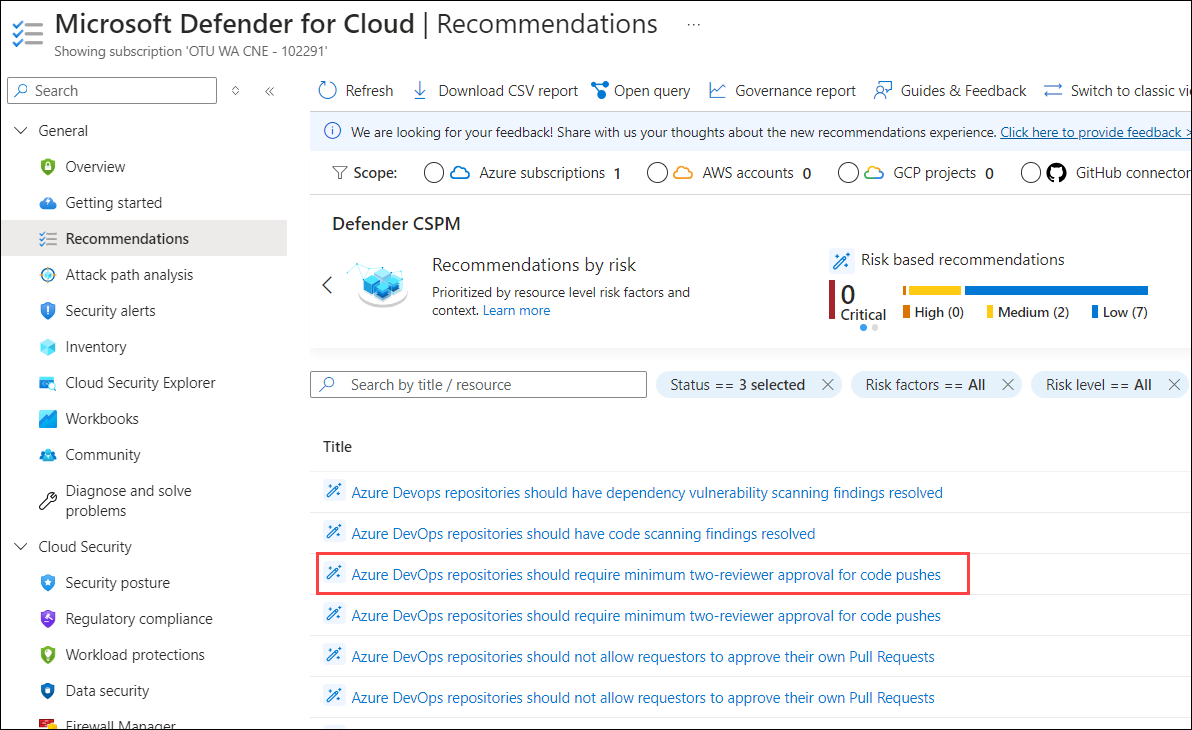 Microsoft Defender for Cloud | Recommendations ...
Showing subscription 'OTU WA CNE - 102291'
Search
General
Overview
Getting started
Recommendations
Attack path analysis
Security alerts
Inventory
Cloud Security Explorer
Workbooks
Community
Diagnose and solve
problems
Cloud Security
Security posture
Regulatory compliance
Workload protections
Data security
Firewall Manager
Refresh Download CSV report Open query Governance report Guides & Feedback Switch to classic
We are looking for your feedback! Share with us your thoughts about the new recommendations experience. Click here to provide feedback >
Scope: Azure subscriptions 1 AWS accounts 0 GCP projects 0 GitHub connector
Defender CSPM
Recommendations by risk
Prioritized by resource level risk factors and
context. Learn more
Risk based recommendations
0
Critical
High (0) Medium (2) Low (7)
Search by title / resource Status == 3 selected Risk factors == All Risk level == All
Title
Azure Devops repositories should have dependency vulnerability scanning findings resolved
Azure DevOps repositories should have code scanning findings resolved
Azure DevOps repositories should require minimum two-reviewer approval for code pushes
Azure DevOps repositories should require minimum two-reviewer approval for code pushes
Azure DevOps repositories should not allow requestors to approve their own Pull Requests
Azure DevOps repositories should not allow requestors to approve their own Pull Requests